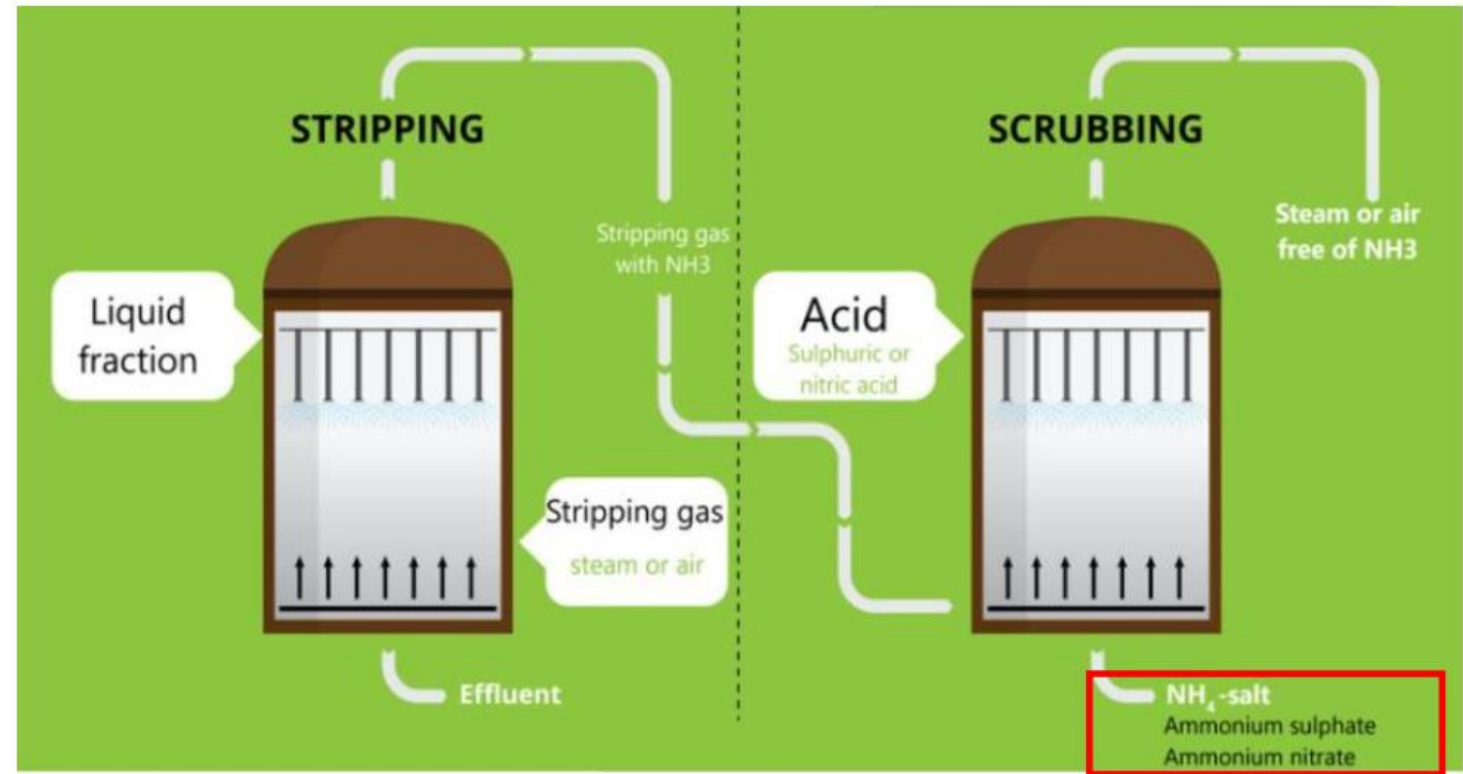 STRIPPING
Liquid
fraction
Stripping gas
with NH3
Stripping gas
steam or air
Effluent
SCRUBBING
Acid
Sulphuric or
nitric acid
Steam or air
free of NH3
NH₄-salt
Ammonium sulphate
Ammonium nitrate